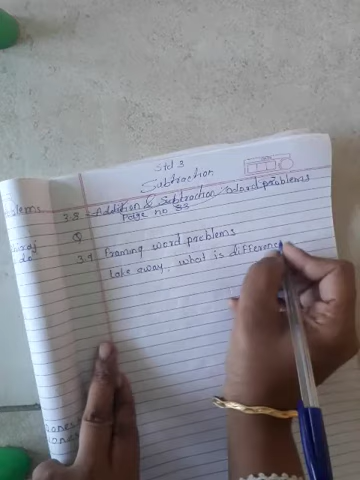 Std 3
Subtraction
3.8 Addition & Subtraction word problems
Page no 88
Q
3.9 Framing word problems
take away, what is difference